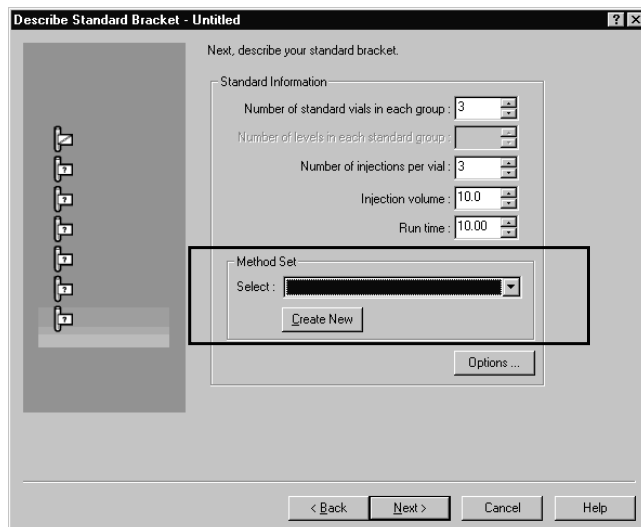 Describe Standard Bracket - Untitled
Next, describe your standard bracket.
Standard Information
Number of standard vials in each group : 3
Number of levels in each standard group :
Number of injections per vial : 3
Injection volume : 10.0
Run time : 10.00
Method Set
Select :
Create New
Options ...
< Back Next > Cancel Help